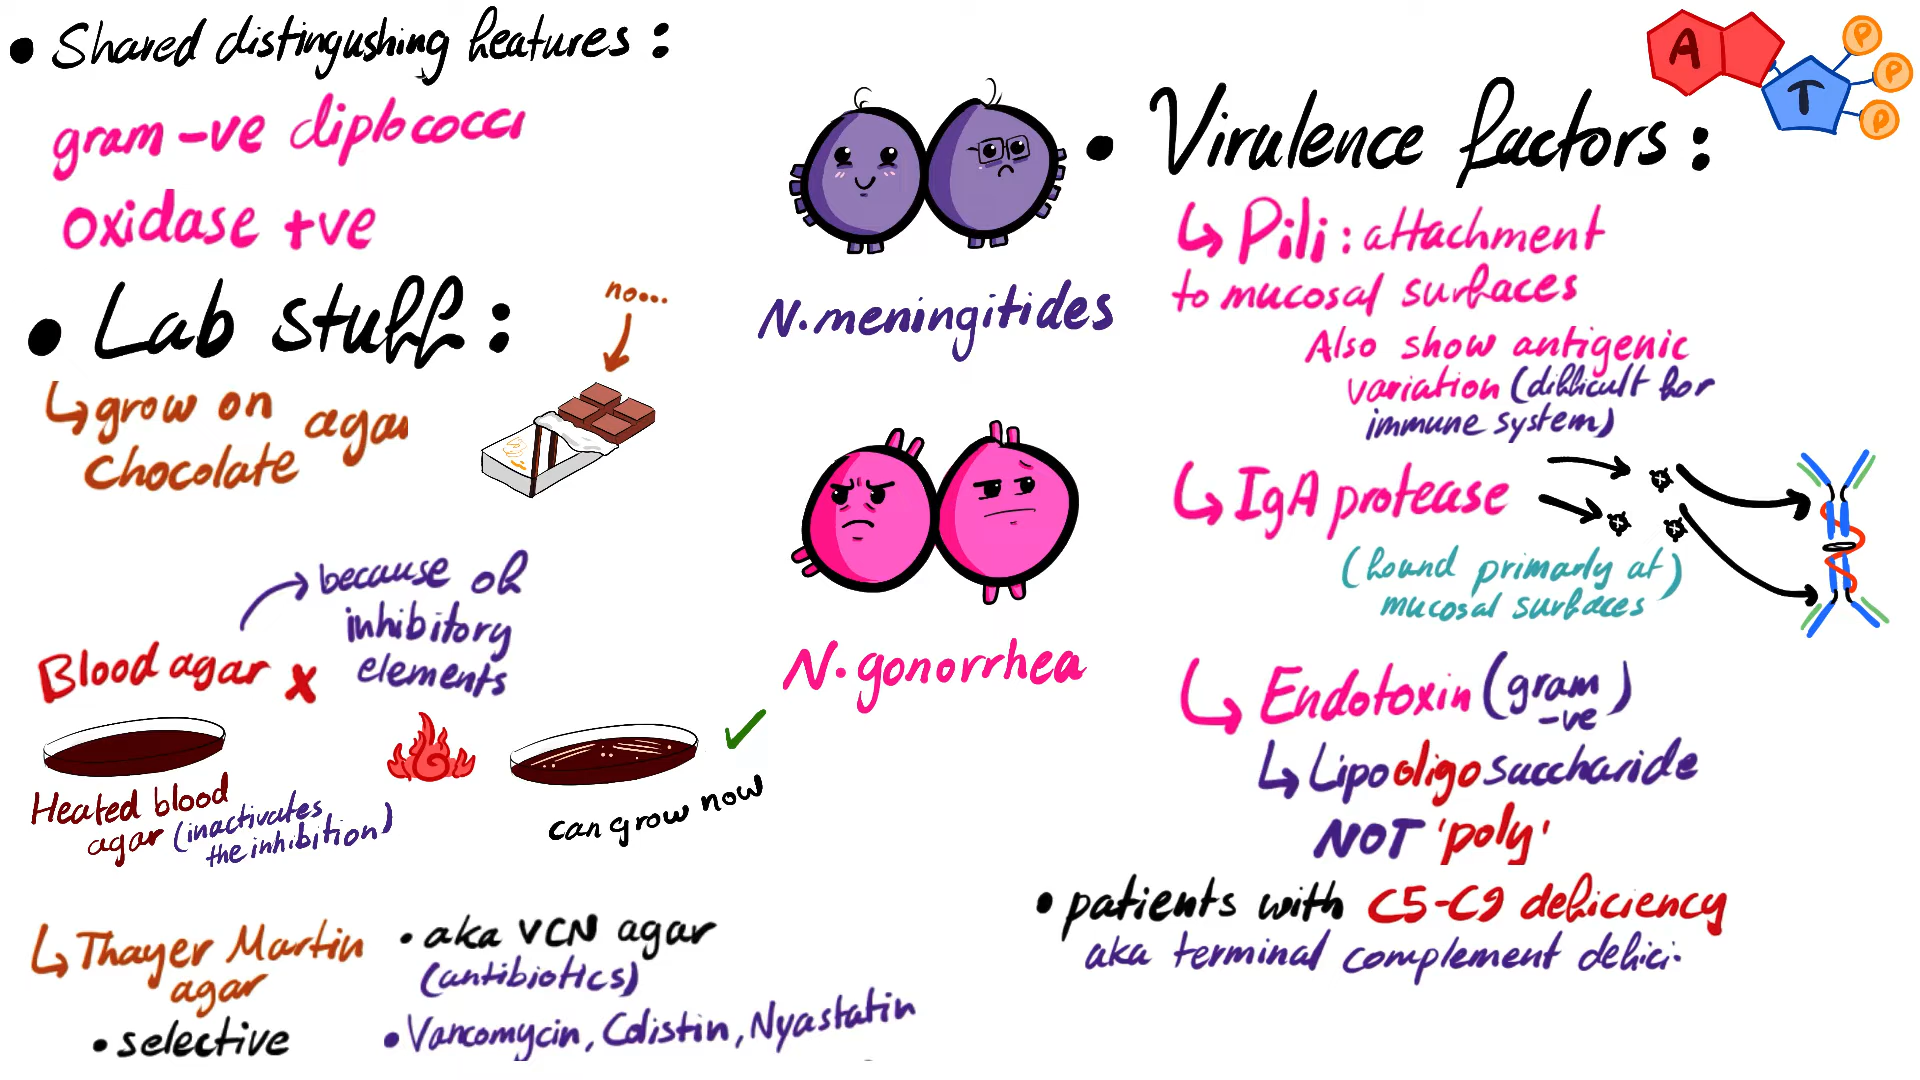 • Shared distingushing features :
gram -ve diplococci
oxidase +ve
• Lab stuff :
↳ grow on agar
chocolate
no...
because of
inhibitory
elements
Blood agar x
Heated blood
agar (inactivates
the inhibition)
can grow now
↳ Thayer Martin
agar
• selective
• aka VCN agar
(antibiotics)
• Vancomycin, Colistin, Nyastatin
N. meningitides
N. gonorrhea
• Virulence factors :
↳ Pili : attachment
to mucosal surfaces
Also show antigenic
variation (difficult for
immune system)
↳ IgA protease
(found primarly at)
mucosal surfaces
↳ Endotoxin (gram
-ve)
↳ Lipooligosaccharide
NOT 'poly'
• patients with C5-C9 deficiency
aka terminal complement defici.
A
T
P
P
P